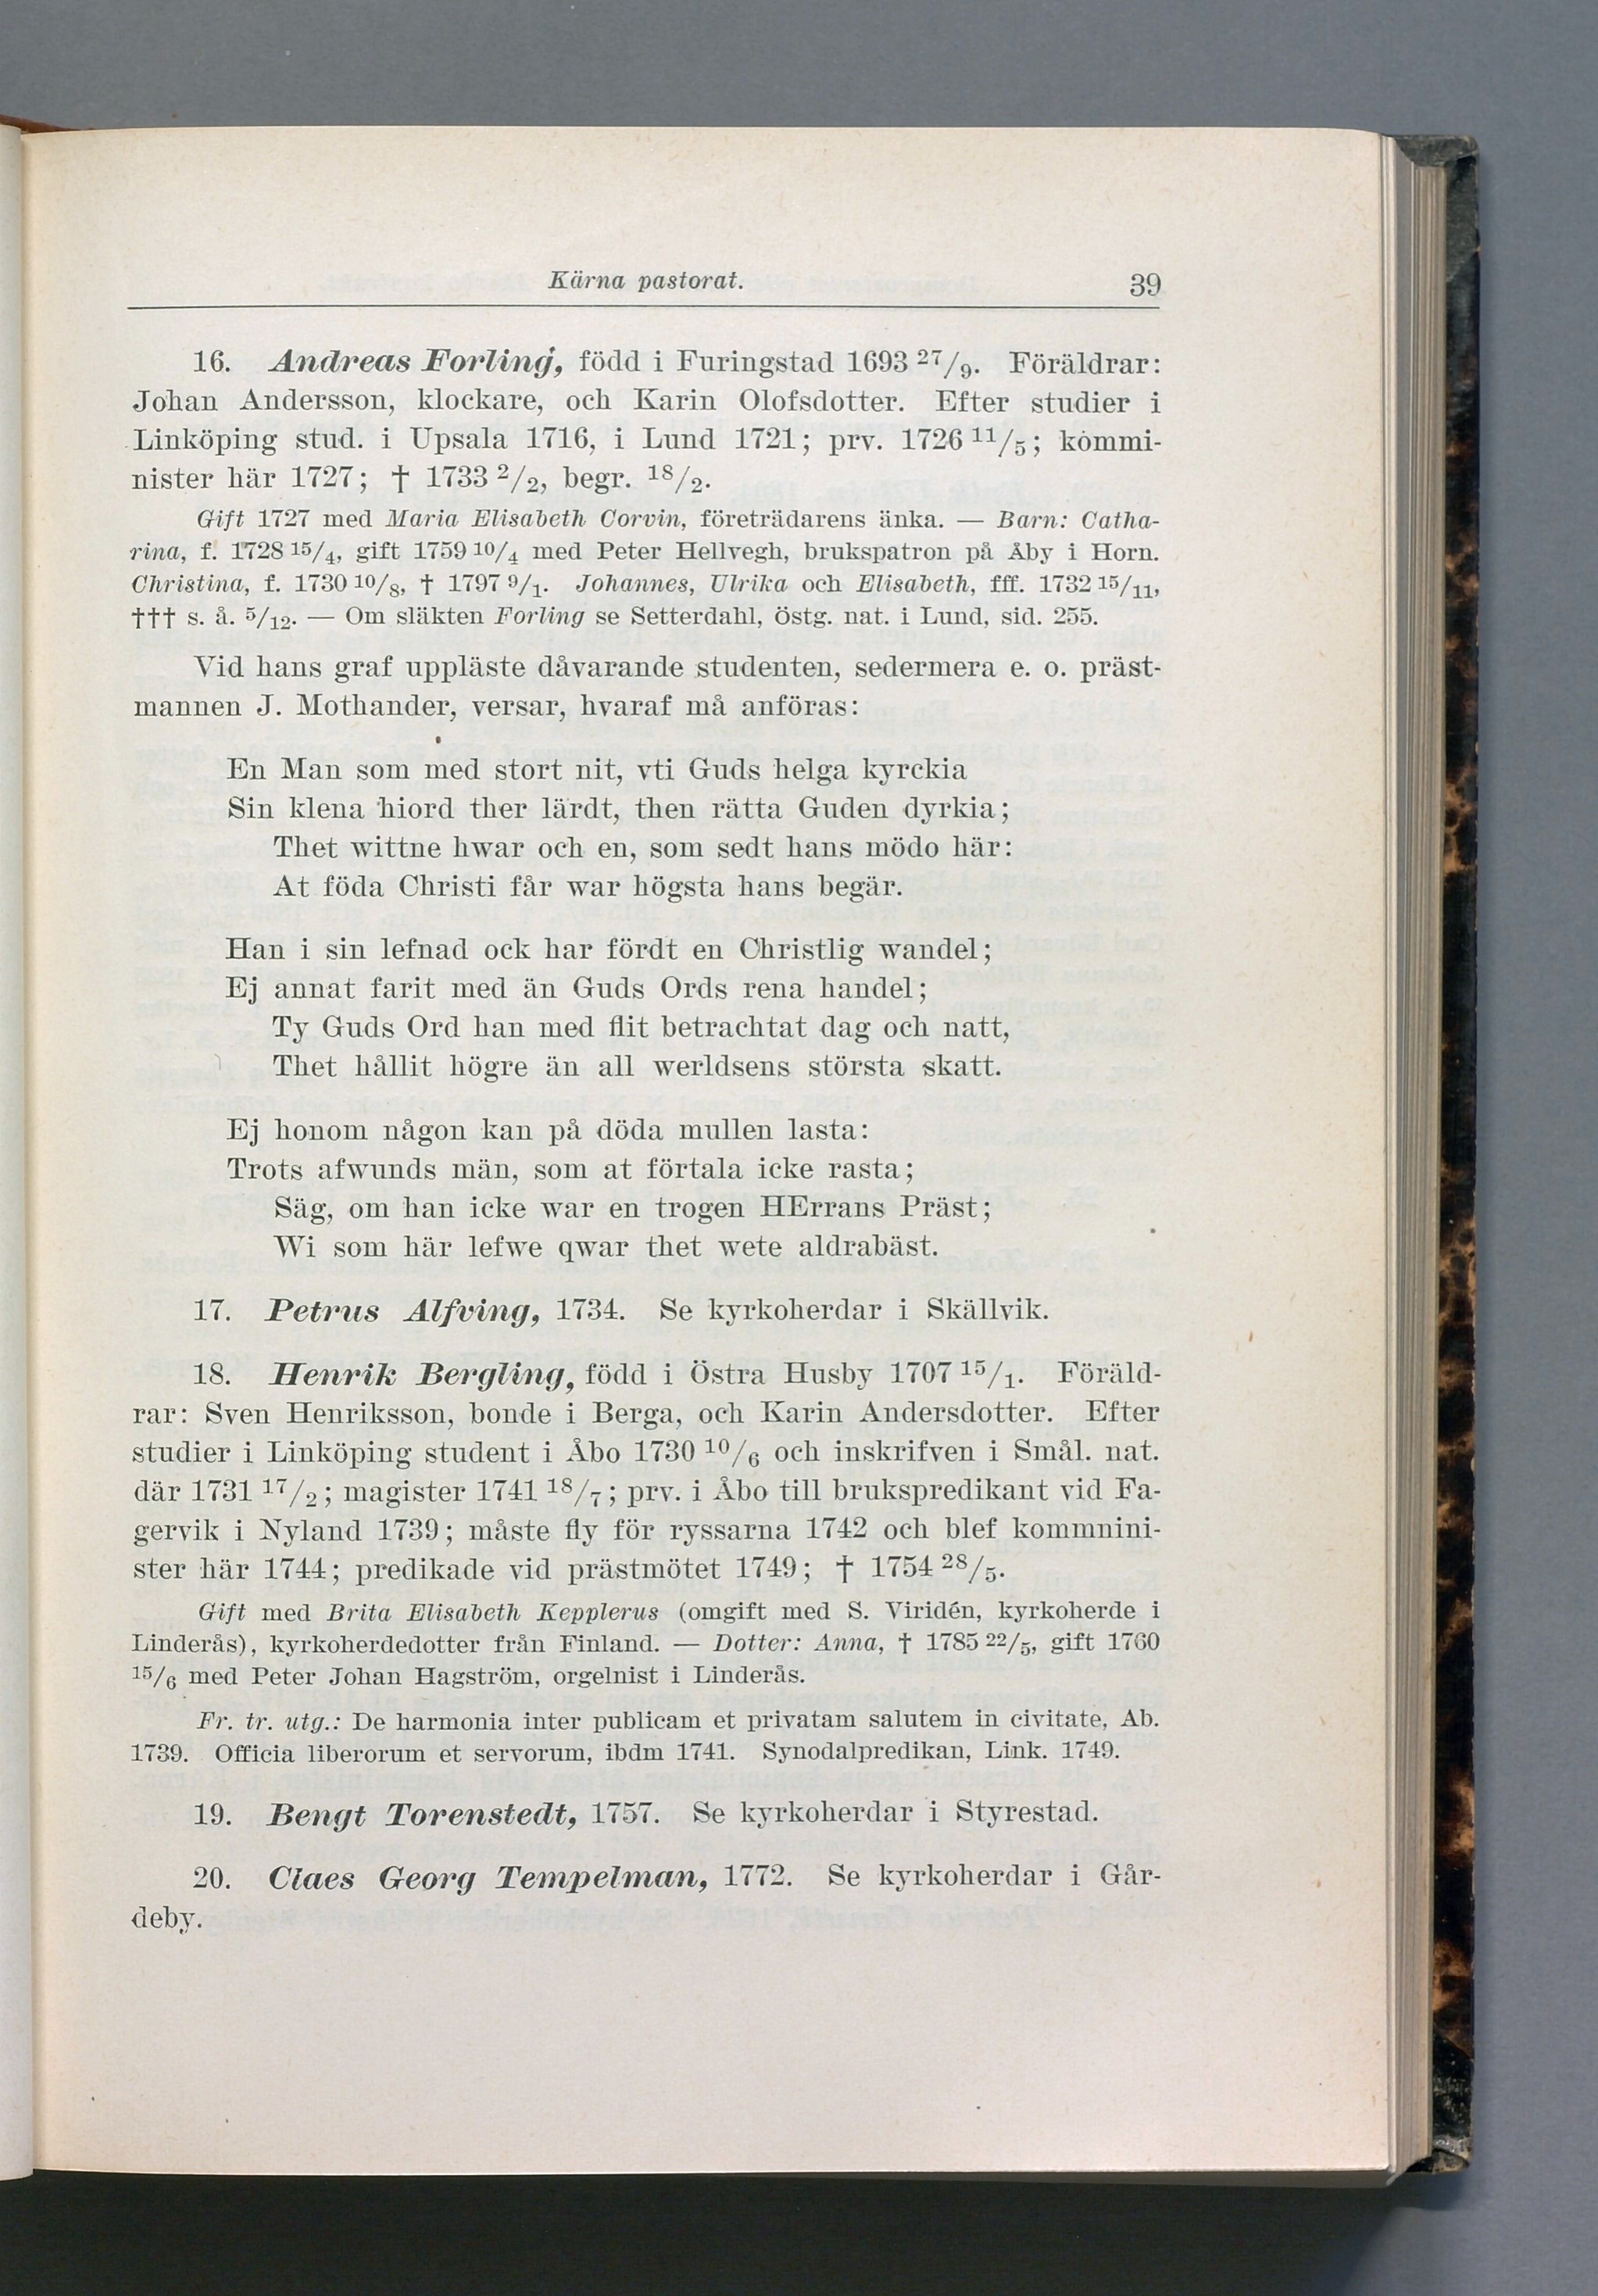 Kärna pastorat. 39
16. Andreas Forling, född i Furingstad 1693 27/9. Föräldrar:
Johan Andersson, klockare, och Karin Olofsdotter. Efter studier i
Linköping stud. i Upsala 1716, i Lund 1721; prv. 1726 11/5; kommi-
nister här 1727; † 1733 2/2, begr. 18/2.
Gift 1727 med Maria Elisabeth Corvin, företrädarens änka. — Barn: Catha-
rina, f. 1728 15/4, gift 1759 10/4 med Peter Hellvegh, brukspatron på Åby i Horn.
Christina, f. 1730 10/8, † 1797 9/1. Johannes, Ulrika och Elisabeth, fff. 1732 15/11,
††† s. å. 5/12. — Om släkten Forling se Setterdahl, Östg. nat. i Lund, sid. 255.
Vid hans graf uppläste dåvarande studenten, sedermera e. o. präst-
mannen J. Mothander, versar, hvaraf må anföras:
En Man som med stort nit, vti Guds helga kyrckia
Sin klena hiord ther lärdt, then rätta Guden dyrkia;
Thet wittne hwar och en, som sedt hans mödo här:
At föda Christi får war högsta hans begär.
Han i sin lefnad ock har fördt en Christlig wandel;
Ej annat farit med än Guds Ords rena handel;
Ty Guds Ord han med flit betrachtat dag och natt,
Thet hållit högre än all werldsens största skatt.
Ej honom någon kan på döda mullen lasta:
Trots afwunds män, som at förtala icke rasta;
Säg, om han icke war en trogen HErrans Präst;
Wi som här lefwe qwar thet wete aldrabäst.
17. Petrus Alfving, 1734. Se kyrkoherdar i Skällvik.
18. Henrik Bergling, född i Östra Husby 1707 15/1. Föräld-
rar: Sven Henriksson, bonde i Berga, och Karin Andersdotter. Efter
studier i Linköping student i Åbo 1730 10/6 och inskrifven i Smål. nat.
där 1731 17/2; magister 1741 18/7; prv. i Åbo till brukspredikant vid Fa-
gervik i Nyland 1739; måste fly för ryssarna 1742 och blef kommnini-
ster här 1744; predikade vid prästmötet 1749; † 1754 28/5.
Gift med Brita Elisabeth Kepplerus (omgift med S. Viridén, kyrkoherde i
Linderås), kyrkoherdedotter från Finland. — Dotter: Anna, † 1785 22/5, gift 1760
15/6 med Peter Johan Hagström, orgelnist i Linderås.
Fr. tr. utg.: De harmonia inter publicam et privatam salutem in civitate, Ab.
1739. Officia liberorum et servorum, ibdm 1741. Synodalpredikan, Link. 1749.
19. Bengt Torenstedt, 1757. Se kyrkoherdar i Styrestad.
20. Claes Georg Tempelman, 1772. Se kyrkoherdar i Går-
deby.